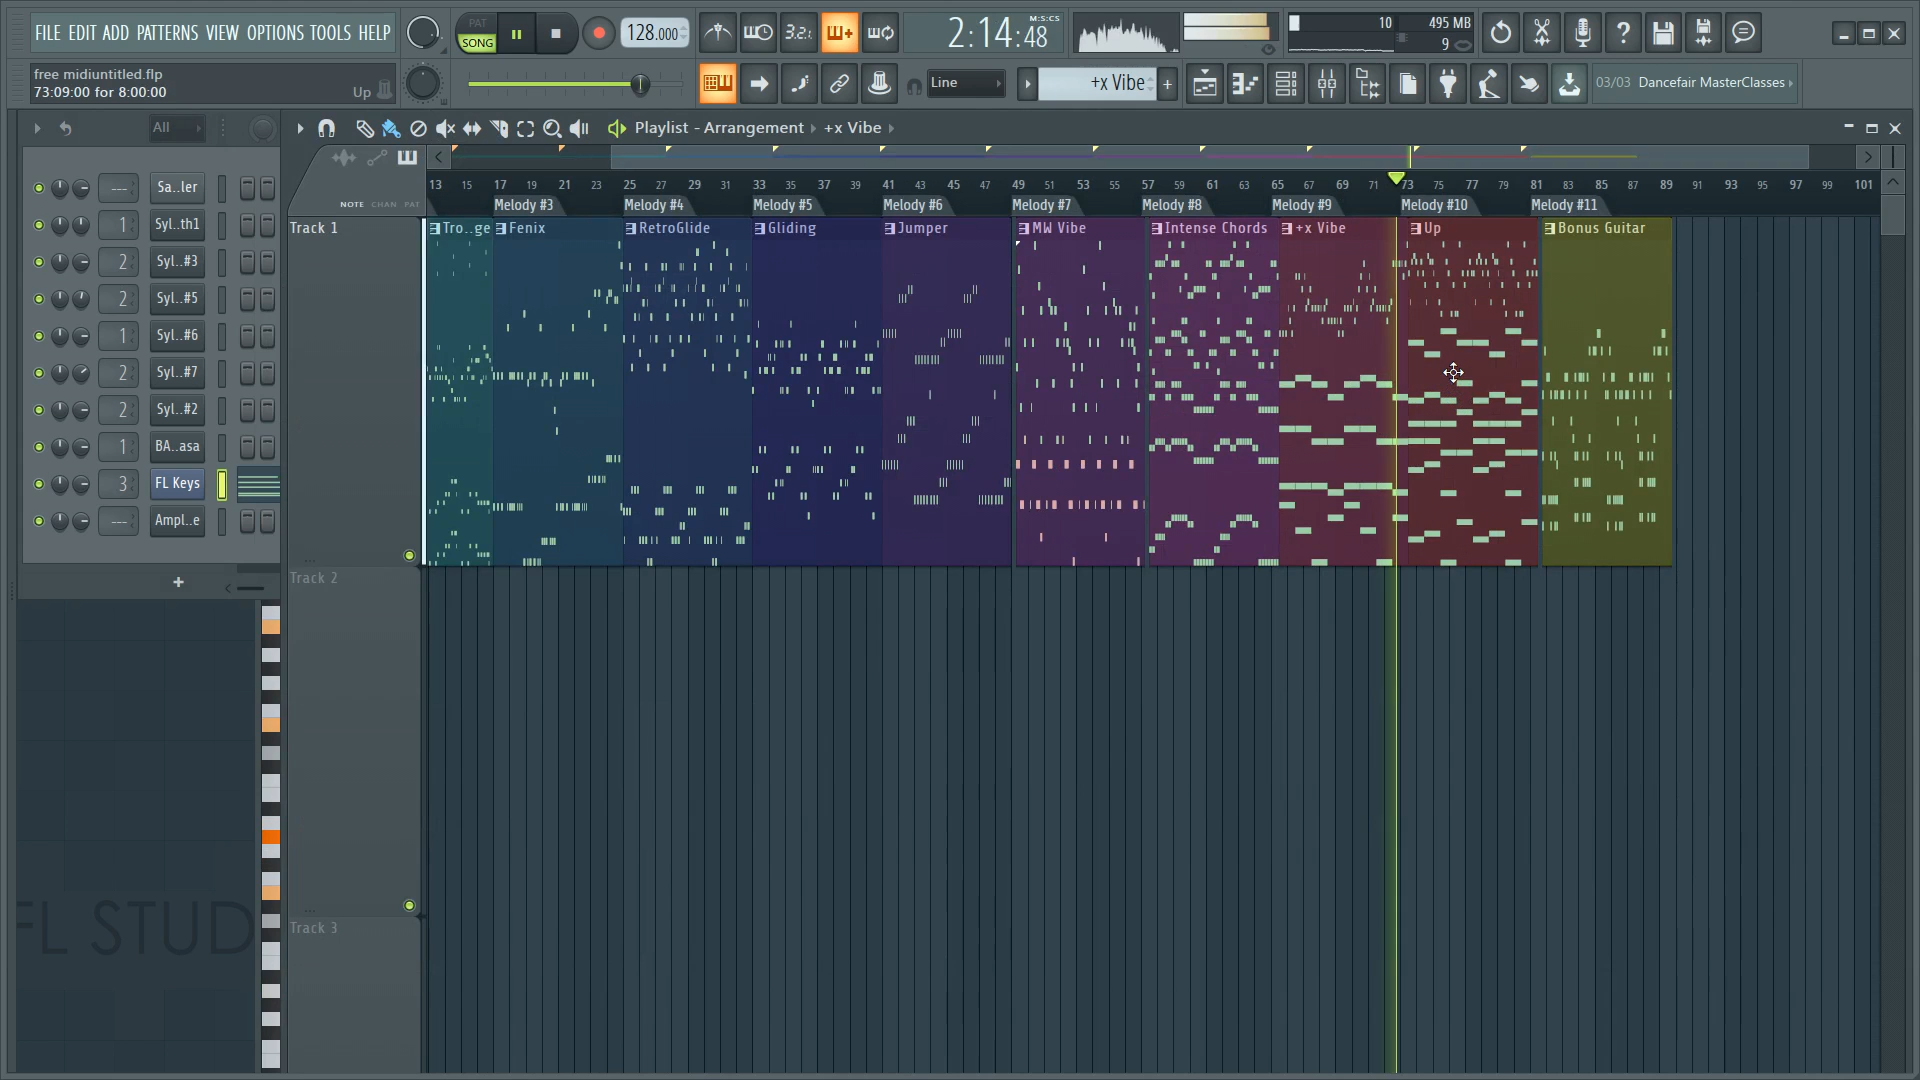 FILE EDIT ADD PATTERNS VIEW OPTIONS TOOLS HELP
PAT
SONG
128.000
3.2.1
2:14:48
M:S:CS
10
495 MB
9
free midiuntitled.flp
73:09:00 for 8:00:00
Up
Line
+x Vibe
03/03 Dancefair MasterClasses
All
Playlist - Arrangement
+x Vibe
13 15 17 19 21 23 25 27 29 31 33 35 37 39 41 43 45 47 49 51 53 55 57 59 61 63 65 67 69 71 73 75 77 79 81 83 85 87 89 91 93 95 97 99 101
NOTE CHAN PAT
Melody #3 Melody #4 Melody #5 Melody #6 Melody #7 Melody #8 Melody #9 Melody #10 Melody #11
Track 1
Tro..ge Fenix RetroGlide Gliding Jumper MW Vibe Intense Chords +x Vibe Up Bonus Guitar
--- Sa..ler
1 Syl..th1
2 Syl..#3
2 Syl..#5
1 Syl..#6
2 Syl..#7
2 Syl..#2
1 BA..asa
3 FL Keys
--- Ampl..e
Track 2
Track 3
FL STUD